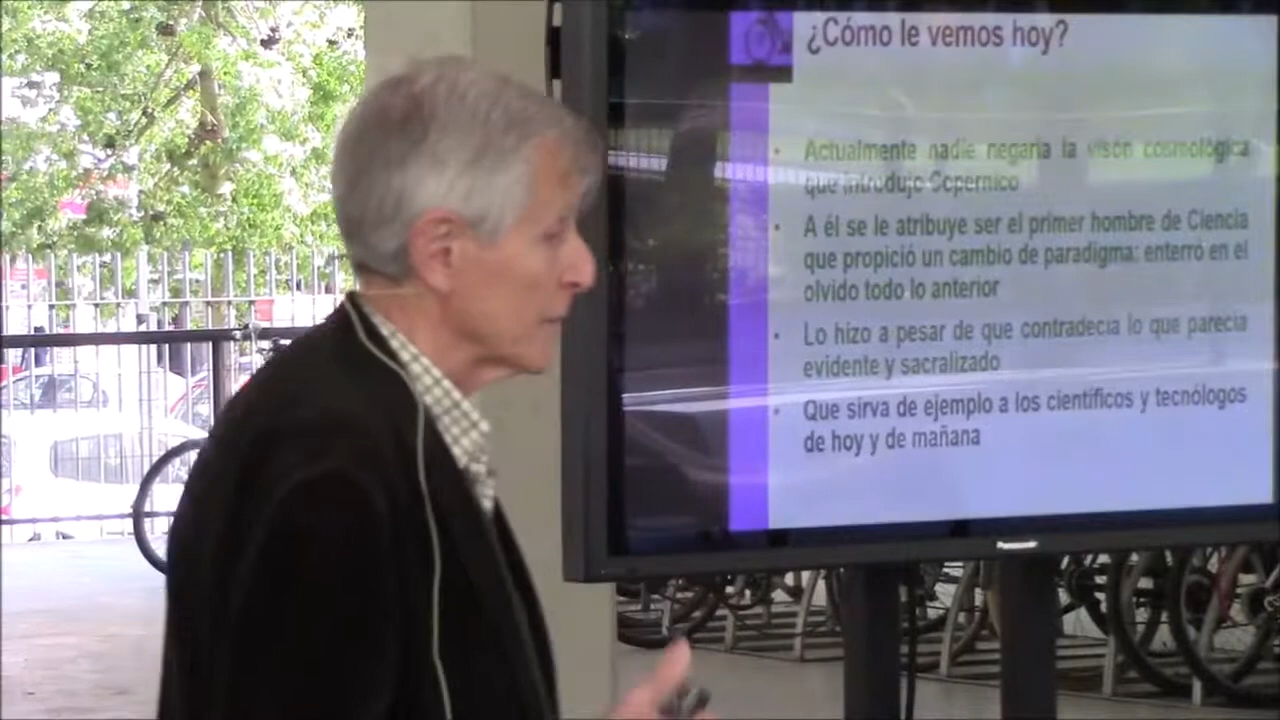 ¿Cómo le vemos hoy?
• Actualmente nadie negaría la visón cosmológica
que introdujo Copernico
• A él se le atribuye ser el primer hombre de Ciencia
que propició un cambio de paradigma: enterró en el
olvido todo lo anterior
• Lo hizo a pesar de que contradecía lo que parecía
evidente y sacralizado
• Que sirva de ejemplo a los científicos y tecnólogos
de hoy y de mañana
Panasonic